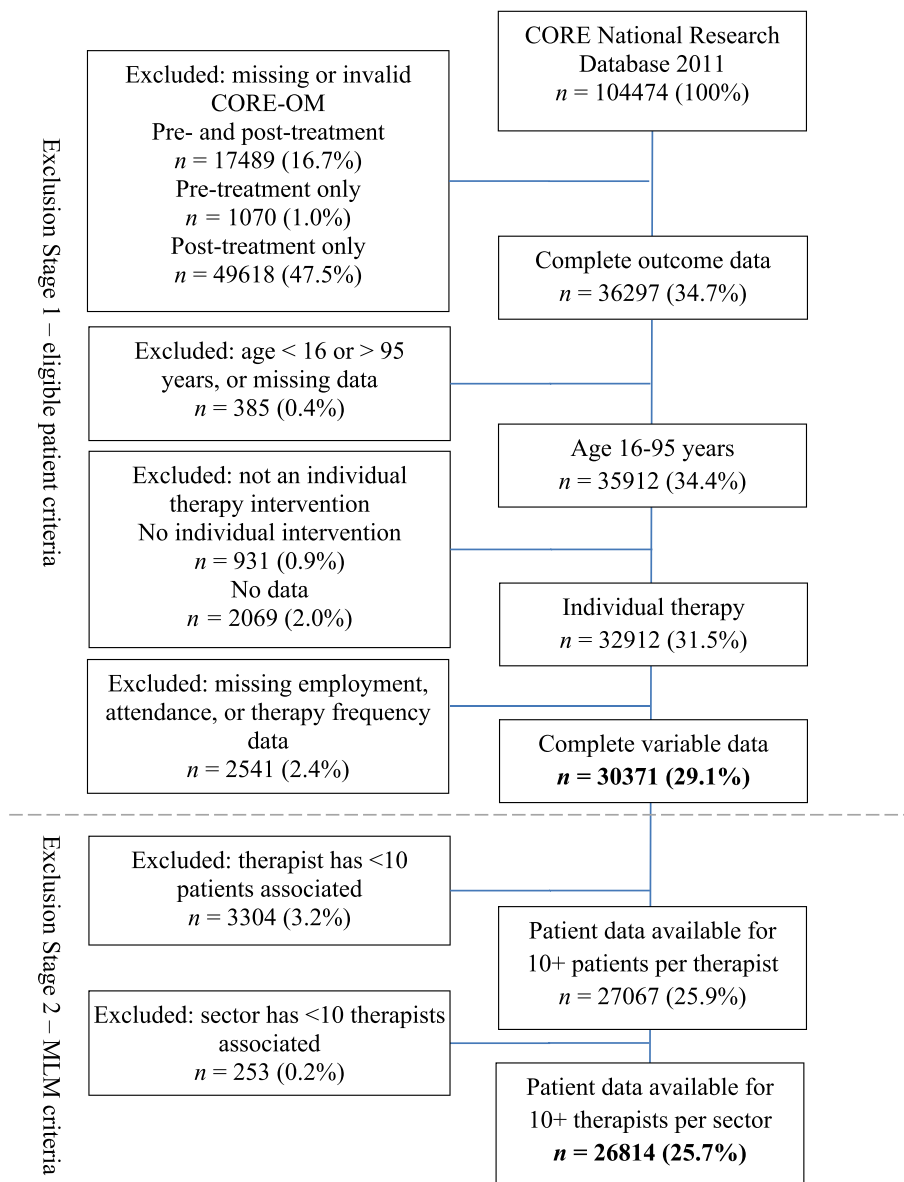 CORE National Research
Database 2011
n = 104474 (100%)
Excluded: missing or invalid
CORE-OM
Pre- and post-treatment
n = 17489 (16.7%)
Pre-treatment only
n = 1070 (1.0%)
Post-treatment only
n = 49618 (47.5%)
Exclusion Stage 1 – eligible patient criteria
Complete outcome data
n = 36297 (34.7%)
Excluded: age < 16 or > 95
years, or missing data
n = 385 (0.4%)
Age 16-95 years
n = 35912 (34.4%)
Excluded: not an individual
therapy intervention
No individual intervention
n = 931 (0.9%)
No data
n = 2069 (2.0%)
Individual therapy
n = 32912 (31.5%)
Excluded: missing employment,
attendance, or therapy frequency
data
n = 2541 (2.4%)
Complete variable data
n = 30371 (29.1%)
Exclusion Stage 2 – MLM criteria
Excluded: therapist has <10
patients associated
n = 3304 (3.2%)
Patient data available for
10+ patients per therapist
n = 27067 (25.9%)
Excluded: sector has <10 therapists
associated
n = 253 (0.2%)
Patient data available for
10+ therapists per sector
n = 26814 (25.7%)